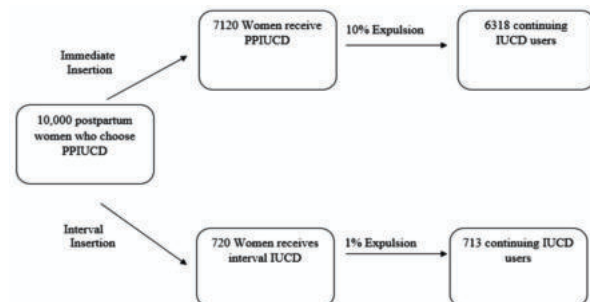 7120 Women receive
PPIUCD
10% Expulsion
6318 continuing
IUCD users
Immediate
Insertion
10,000 postpartum
women who choose
PPIUCD
Interval
Insertion
720 Women receives
interval IUCD
1% Expulsion
713 continuing IUCD
users